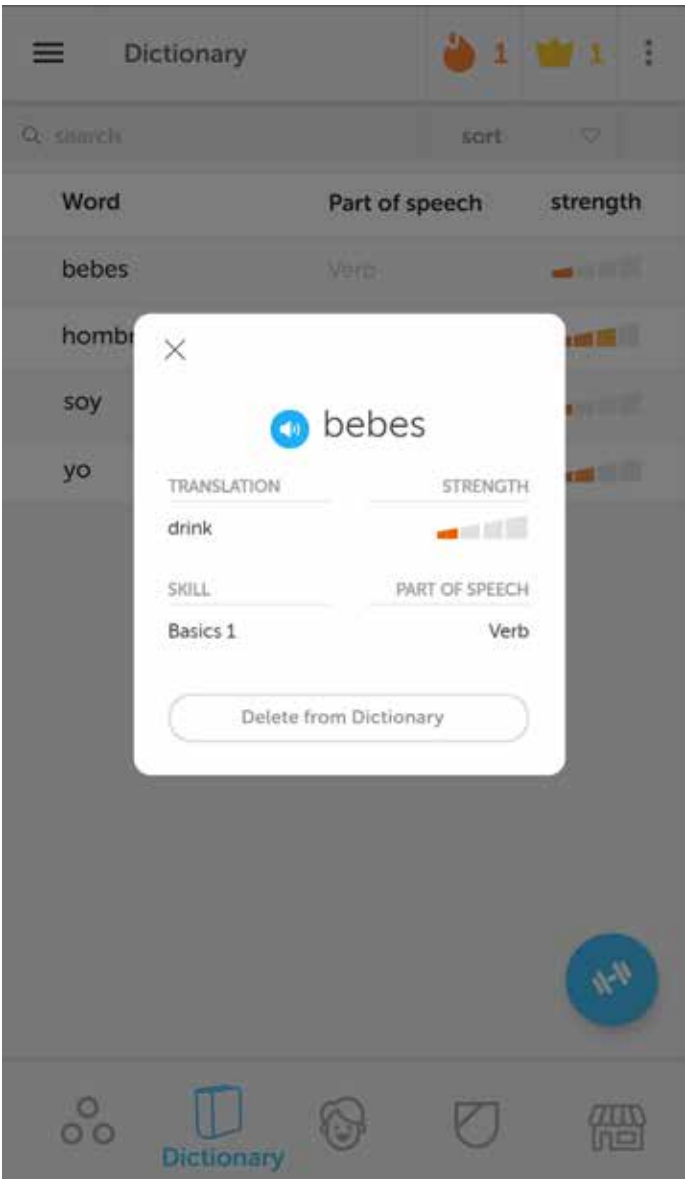 Dictionary 1 1
search sort
Word Part of speech strength
bebes Verb
hombr
soy
yo
bebes
TRANSLATION STRENGTH
drink
SKILL PART OF SPEECH
Basics 1 Verb
Delete from Dictionary
Dictionary